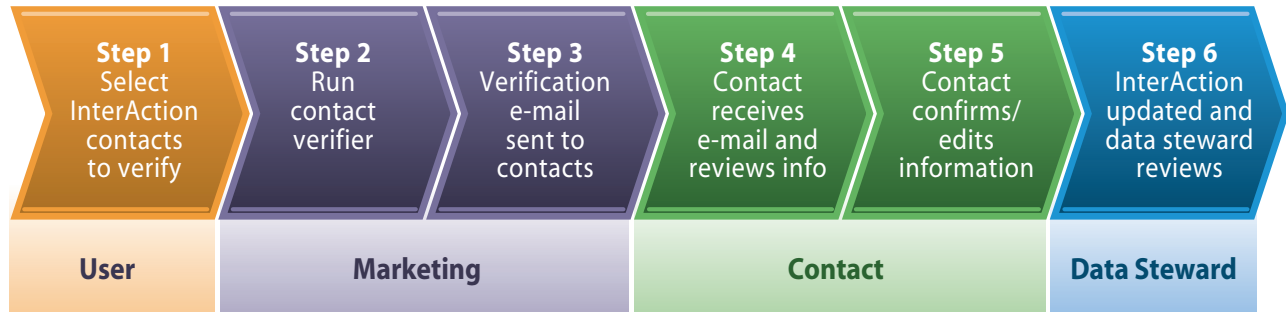 Step 1
Select
InterAction
contacts
to verify
Step 2
Run
contact
verifier
Step 3
Verification
e-mail
sent to
contacts
Step 4
Contact
receives
e-mail and
reviews info
Step 5
Contact
confirms/
edits
information
Step 6
InterAction
updated and
data steward
reviews
User
Marketing
Contact
Data Steward